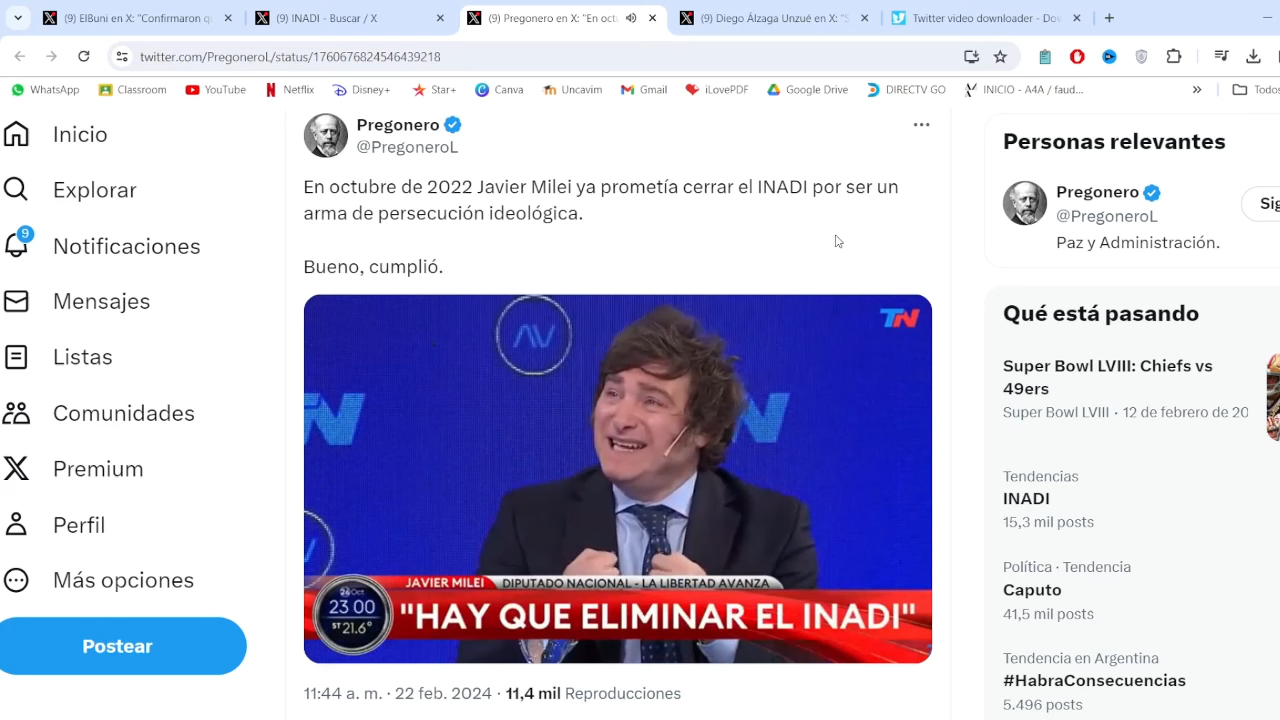 (9) ElBuni en X: "Confirmaron q
(9) INADI - Buscar / X
(9) Pregonero en X: "En octu
(9) Diego Álzaga Unzué en X: "S
Twitter video downloader - Dow
twitter.com/PregoneroL/status/1760676824546439218
WhatsApp
Classroom
YouTube
Netflix
Disney+
Star+
Canva
Uncavim
Gmail
iLovePDF
Google Drive
DIRECTV GO
INICIO - A4A / faud...
»
Todos
Inicio
Explorar
9
Notificaciones
Mensajes
Listas
Comunidades
Premium
Perfil
Más opciones
Postear
Pregonero
@PregoneroL
En octubre de 2022 Javier Milei ya prometía cerrar el INADI por ser un
arma de persecución ideológica.
Bueno, cumplió.
TN
JAVIER MILEI DIPUTADO NACIONAL - LA LIBERTAD AVANZA
23 00
ST 21.6°
"HAY QUE ELIMINAR EL INADI"
11:44 a. m. · 22 feb. 2024 · 11,4 mil Reproducciones
Personas relevantes
Pregonero
@PregoneroL
Sig
Paz y Administración.
Qué está pasando
Super Bowl LVIII: Chiefs vs
49ers
Super Bowl LVIII · 12 de febrero de 20
Tendencias
INADI
15,3 mil posts
Política · Tendencia
Caputo
41,5 mil posts
Tendencia en Argentina
#HabraConsecuencias
5.496 posts